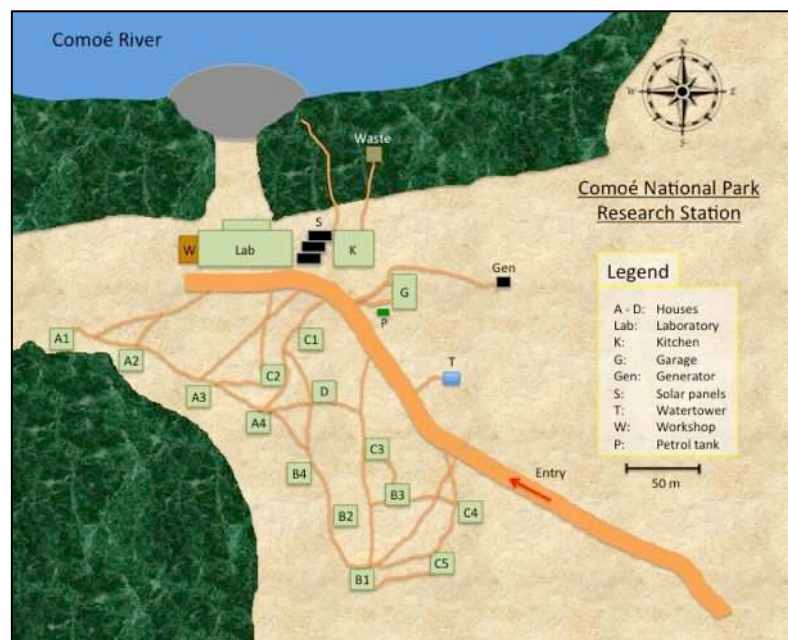 Comoé River
N
W
E
S
Waste
Comoé National Park
Research Station
S
W
Lab
K
Legend
Gen
G
P
A - D: Houses
Lab: Laboratory
K: Kitchen
G: Garage
Gen: Generator
S: Solar panels
T: Watertower
W: Workshop
P: Petrol tank
50 m
A1
C1
A2
T
C2
A3
D
A4
C3
B4
Entry
B3
B2
C4
C5
B1